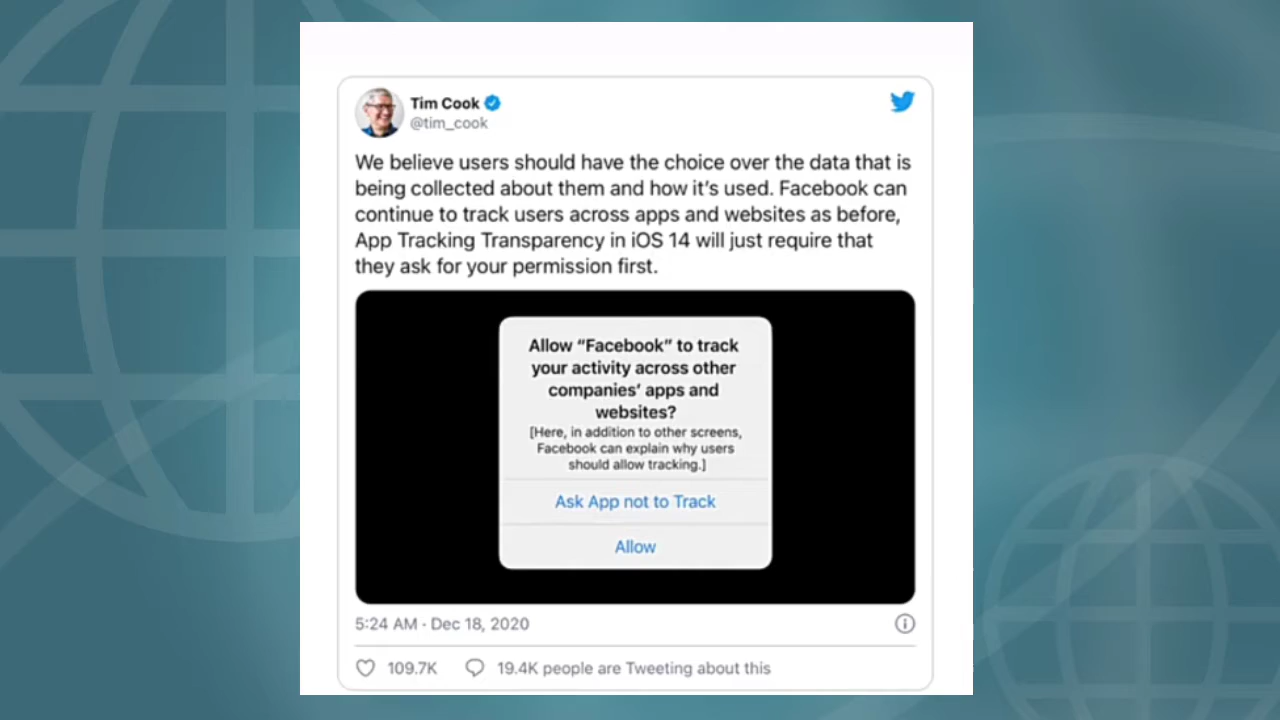 Tim Cook
@tim_cook
We believe users should have the choice over the data that is
being collected about them and how it's used. Facebook can
continue to track users across apps and websites as before,
App Tracking Transparency in iOS 14 will just require that
they ask for your permission first.
Allow “Facebook” to track
your activity across other
companies' apps and
websites?
[Here, in addition to other screens,
Facebook can explain why users
should allow tracking.]
Ask App not to Track
Allow
5:24 AM · Dec 18, 2020
109.7K 19.4K people are Tweeting about this